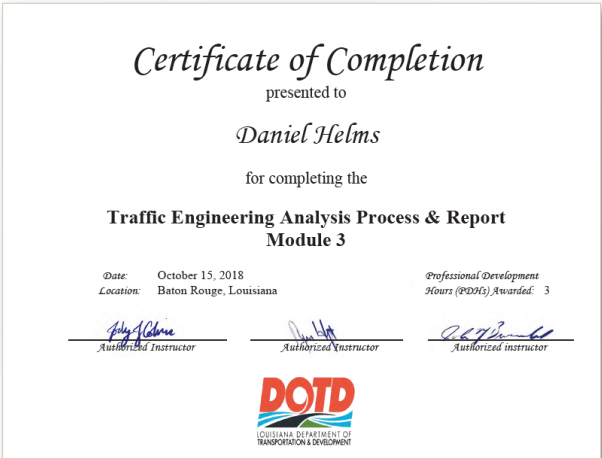 Certificate of Completion
presented to
Daniel Helms
for completing the
Traffic Engineering Analysis Process & Report
Module 3
Date: October 15, 2018
Location: Baton Rouge, Louisiana
Professional Development
Hours (PDHs) Awarded: 3
Authorized Instructor
Authorized Instructor
Authorized instructor
DOTD
LOUISIANA DEPARTMENT OF
TRANSPORTATION & DEVELOPMENT